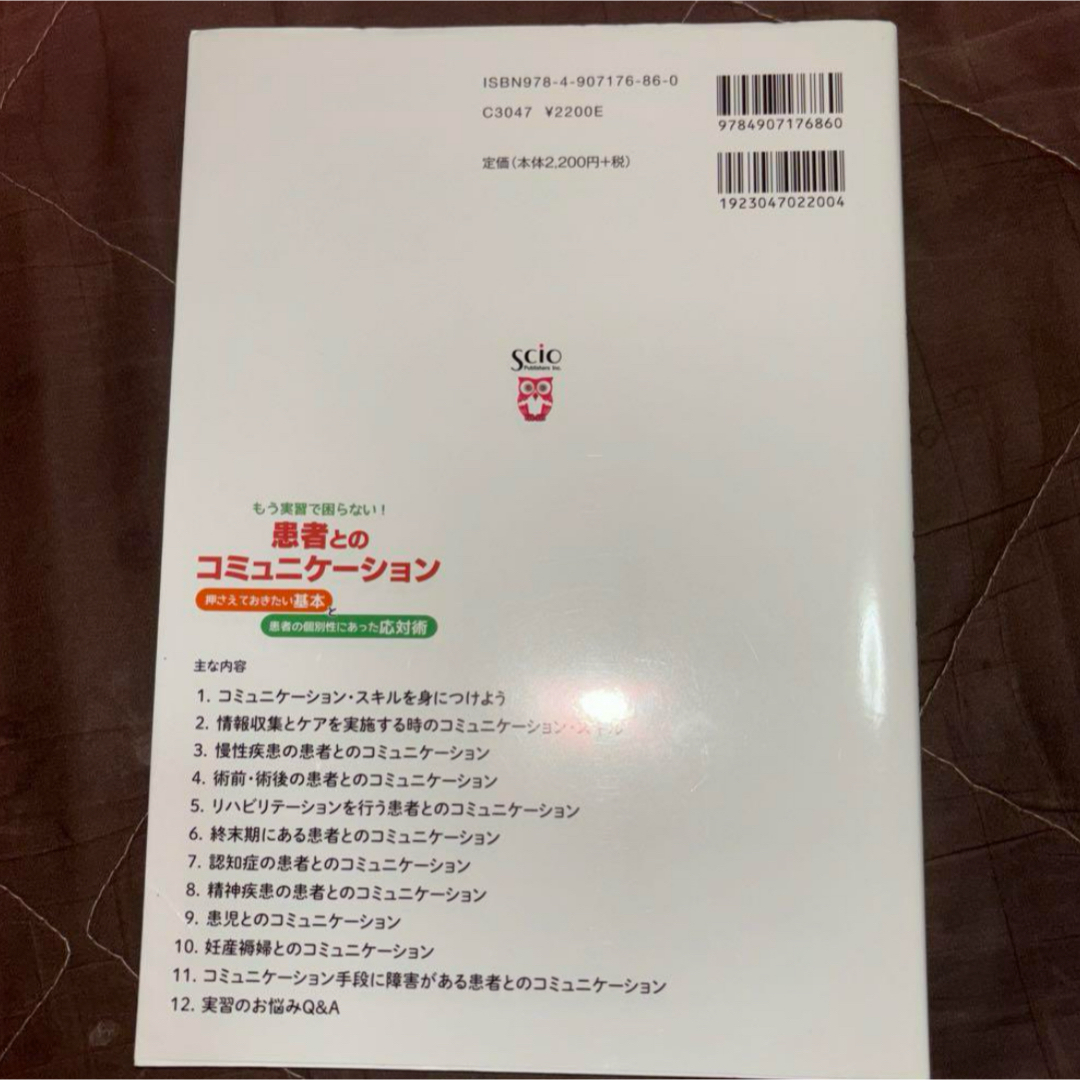 ISBN978-4-907176-86-0
C3047 ¥2200E
定価(本体2,200円+税)
9784907176860
1923047022004
scio
Publishers Inc.
もう実習で困らない!
患者との
コミュニケーション
押さえておきたい基本
と
患者の個別性にあった応対術
主な内容
1. コミュニケーション・スキルを身につけよう
2. 情報収集とケアを実施する時のコミュニケーション・スキル
3. 慢性疾患の患者とのコミュニケーション
4. 術前・術後の患者とのコミュニケーション
5. リハビリテーションを行う患者とのコミュニケーション
6. 終末期にある患者とのコミュニケーション
7. 認知症の患者とのコミュニケーション
8. 精神疾患の患者とのコミュニケーション
9. 患児とのコミュニケーション
10. 妊産褥婦とのコミュニケーション
11. コミュニケーション手段に障害がある患者とのコミュニケーション
12. 実習のお悩みQ&A